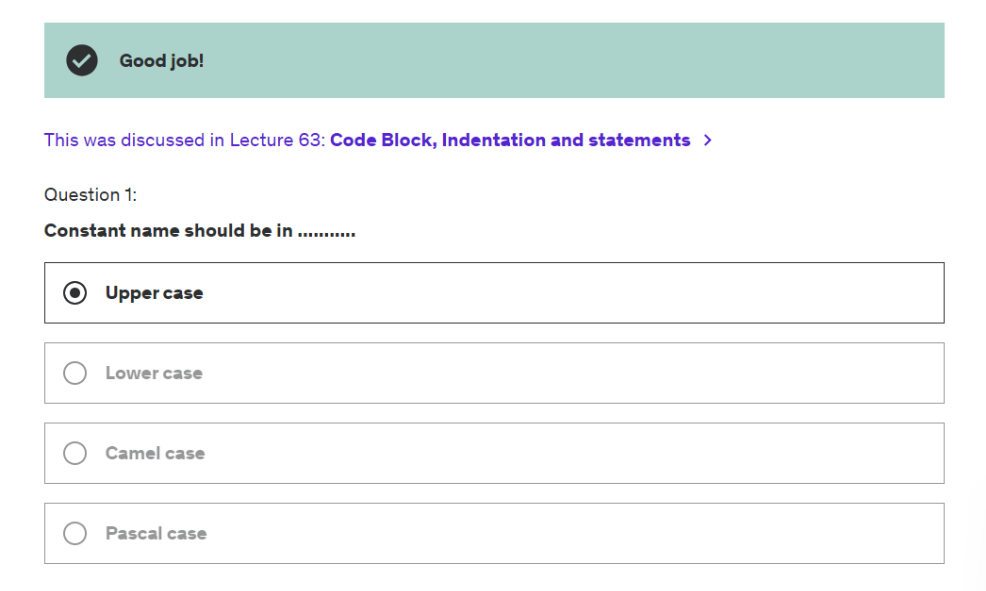 Good job!
This was discussed in Lecture 63: Code Block, Indentation and statements
Question 1:
Constant name should be in ...........
Upper case
Lower case
Camel case
Pascal case